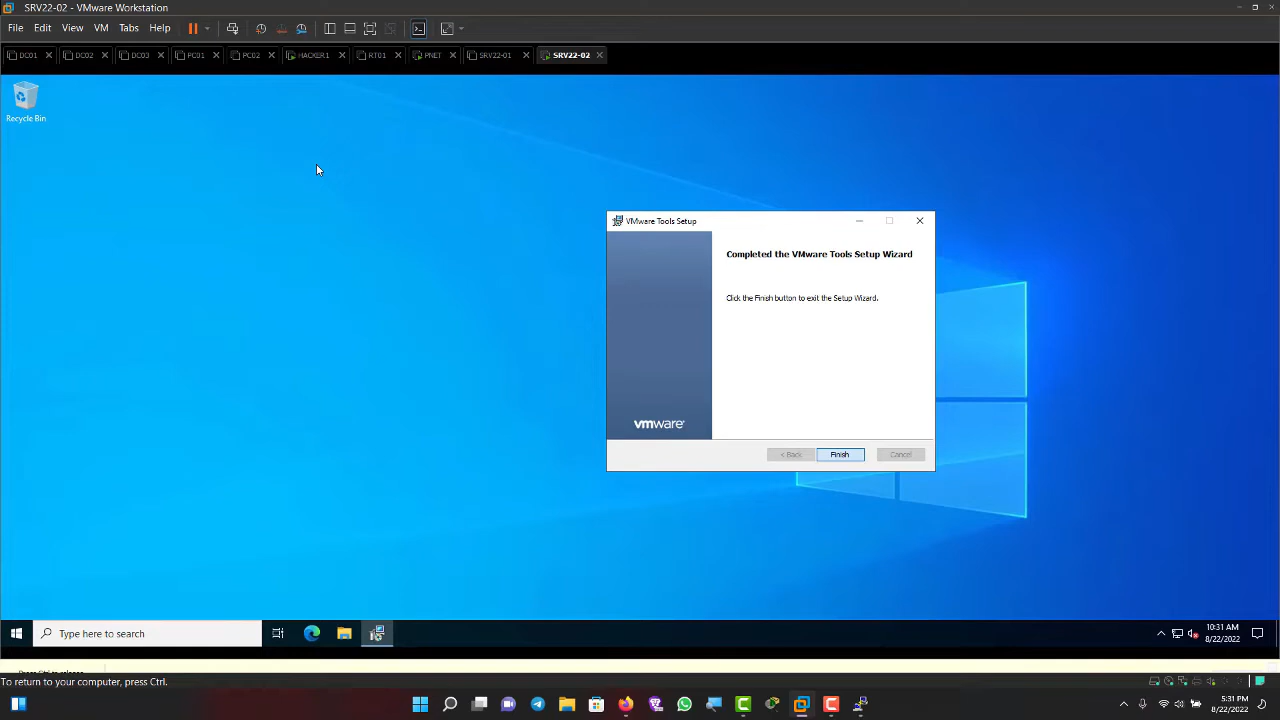 SRV22-02 - VMware Workstation
File Edit View VM Tabs Help
DC01 DC02 DC03 PC01 PC02 HACKER1 RT01 PNET SRV22-01 SRV22-02
Recycle Bin
VMware Tools Setup
Completed the VMware Tools Setup Wizard
Click the Finish button to exit the Setup Wizard.
vmware
< Back Finish Cancel
Type here to search
10:31 AM
8/22/2022
To return to your computer, press Ctrl.
5:31 PM
8/22/2022